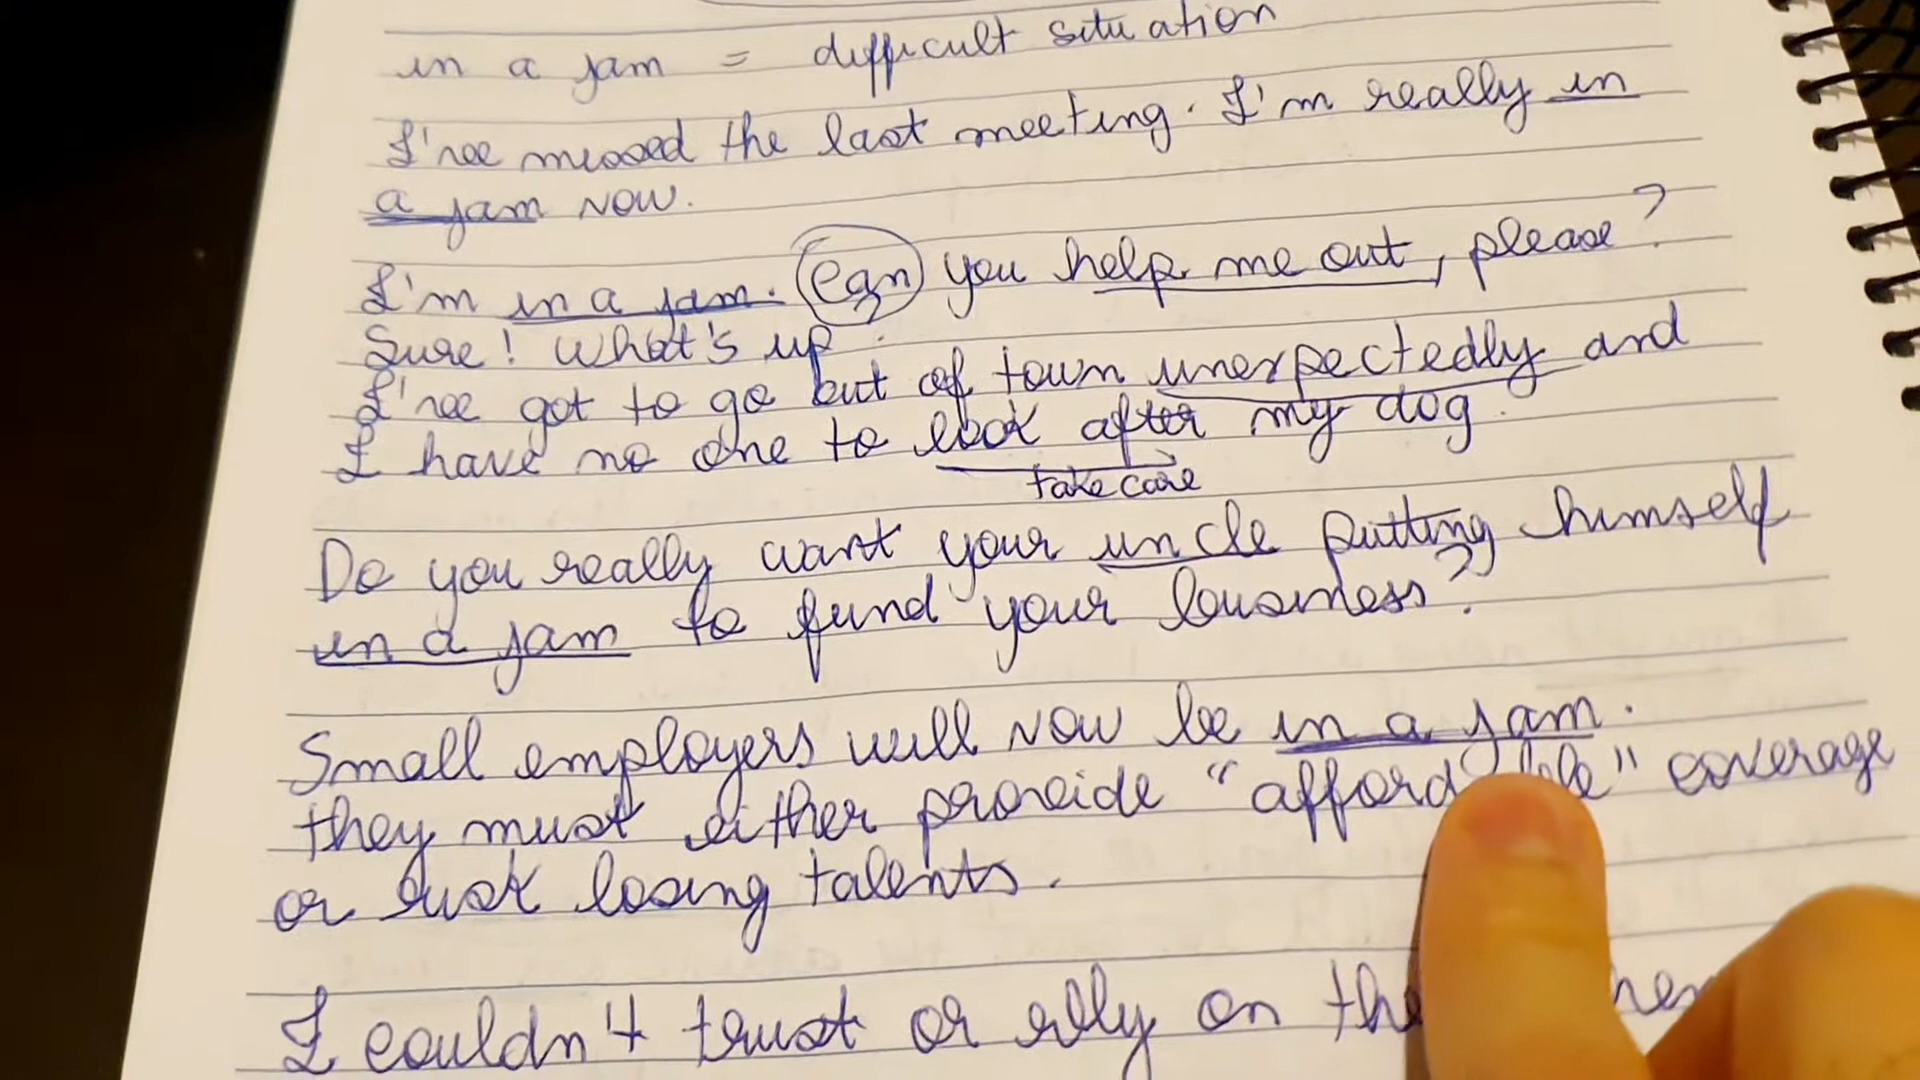 in a jam = difficult situation
I've missed the last meeting. I'm really in
a jam now.
I'm in a jam. Can you help me out, please?
Sure! What's up
I've got to go out of town unexpectedly and
I have no one to look after my dog.
take care
Do you really want your uncle putting himself
in a jam to fund your lousiness?
Small employers will now be in a jam.
they must either provide "affordable" coverage
or risk losing talents.
I couldn't trust or rely on